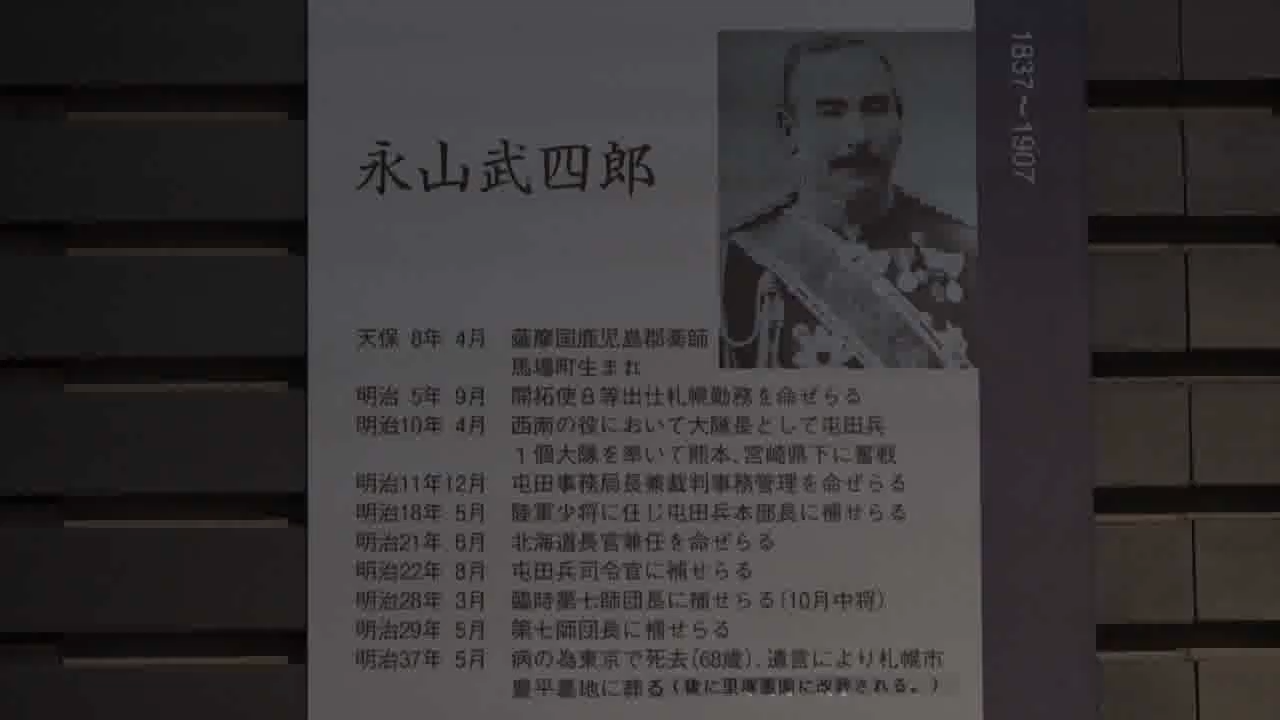 1837~1907
永山武四郎
天保 8年 4月 薩摩国鹿児島郡薬師
馬場町生まれ
明治 5年 9月 開拓使8等出仕札幌勤務を命ぜらる
明治10年 4月 西南の役において大隊長として屯田兵
1個大隊を率いて熊本、宮崎県下に奮戦
明治11年12月 屯田事務局長兼裁判事務管理を命ぜらる
明治18年 5月 陸軍少将に任じ屯田兵本部長に補せらる
明治21年 6月 北海道長官兼任を命ぜらる
明治22年 8月 屯田兵司令官に補せらる
明治28年 3月 臨時第七師団長に補せらる(10月中将)
明治29年 5月 第七師団長に補せらる
明治37年 5月 病の為東京で死去(68歳)、遺言により札幌市
豊平墓地に葬る(後に里塚霊園に改葬される。)